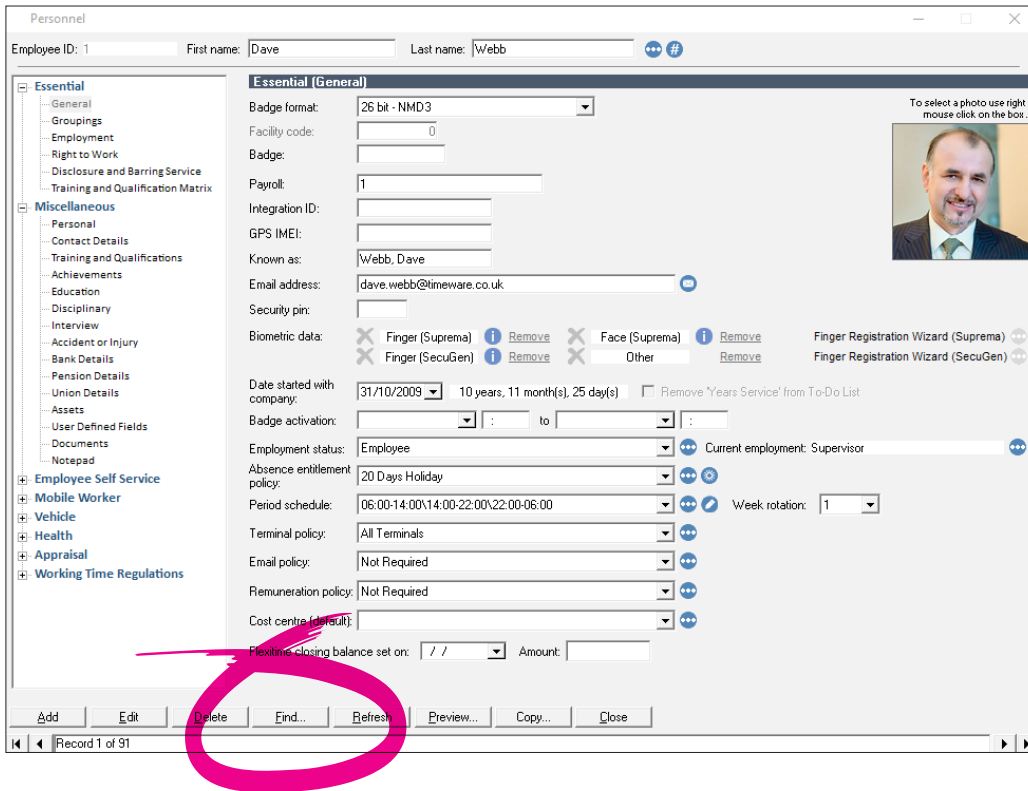 Personnel
Employee ID: 1 First name: Dave Last name: Webb #
Essential
General
Groupings
Employment
Right to Work
Disclosure and Barring Service
Training and Qualification Matrix
Miscellaneous
Personal
Contact Details
Training and Qualifications
Achievements
Education
Disciplinary
Interview
Accident or Injury
Bank Details
Pension Details
Union Details
Assets
User Defined Fields
Documents
Notepad
Employee Self Service
Mobile Worker
Vehicle
Health
Appraisal
Working Time Regulations
Essential (General)
Badge format: 26 bit - NMD3
Facility code: 0
Badge:
Payroll: 1
Integration ID:
GPS IMEI:
Known as: Webb, Dave
Email address: dave.webb@timeware.co.uk
Security pin:
To select a photo use right
mouse click on the box .
Biometric data: Finger (Suprema) i Remove Face (Suprema) i Remove Finger Registration Wizard (Suprema)
Finger (SecuGen) i Remove Other Remove Finger Registration Wizard (SecuGen)
Date started with
company: 31/10/2009 10 years, 11 month(s), 25 day(s) Remove 'Years Service' from To-Do List
Badge activation: : to :
Employment status: Employee Current employment: Supervisor
Absence entitlement
policy: 20 Days Holiday
Period schedule: 06:00-14:00\14:00-22:00\22:00-06:00 Week rotation: 1
Terminal policy: All Terminals
Email policy: Not Required
Remuneration policy: Not Required
Cost centre (default):
Flexitime closing balance set on: / / Amount:
Add Edit Delete Find... Refresh Preview... Copy... Close
Record 1 of 91